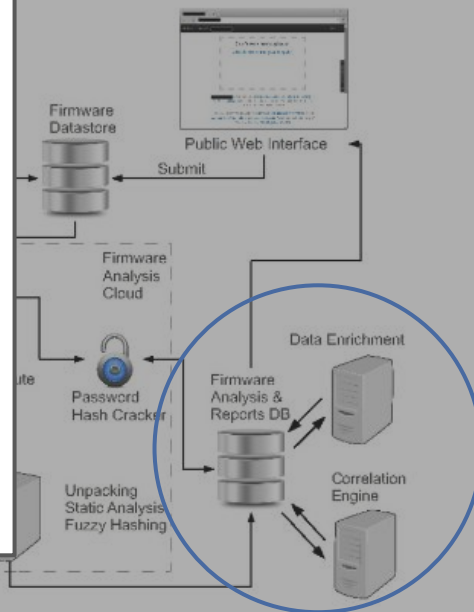 Firmware
Datastore
Public Web Interface
Submit
Firmware
Analysis
Cloud
Data Enrichment
ute
Password
Hash Cracker
Firmware
Analysis &
Reports DB
Unpacking
Static Analysis
Fuzzy Hashing
Correlation
Engine